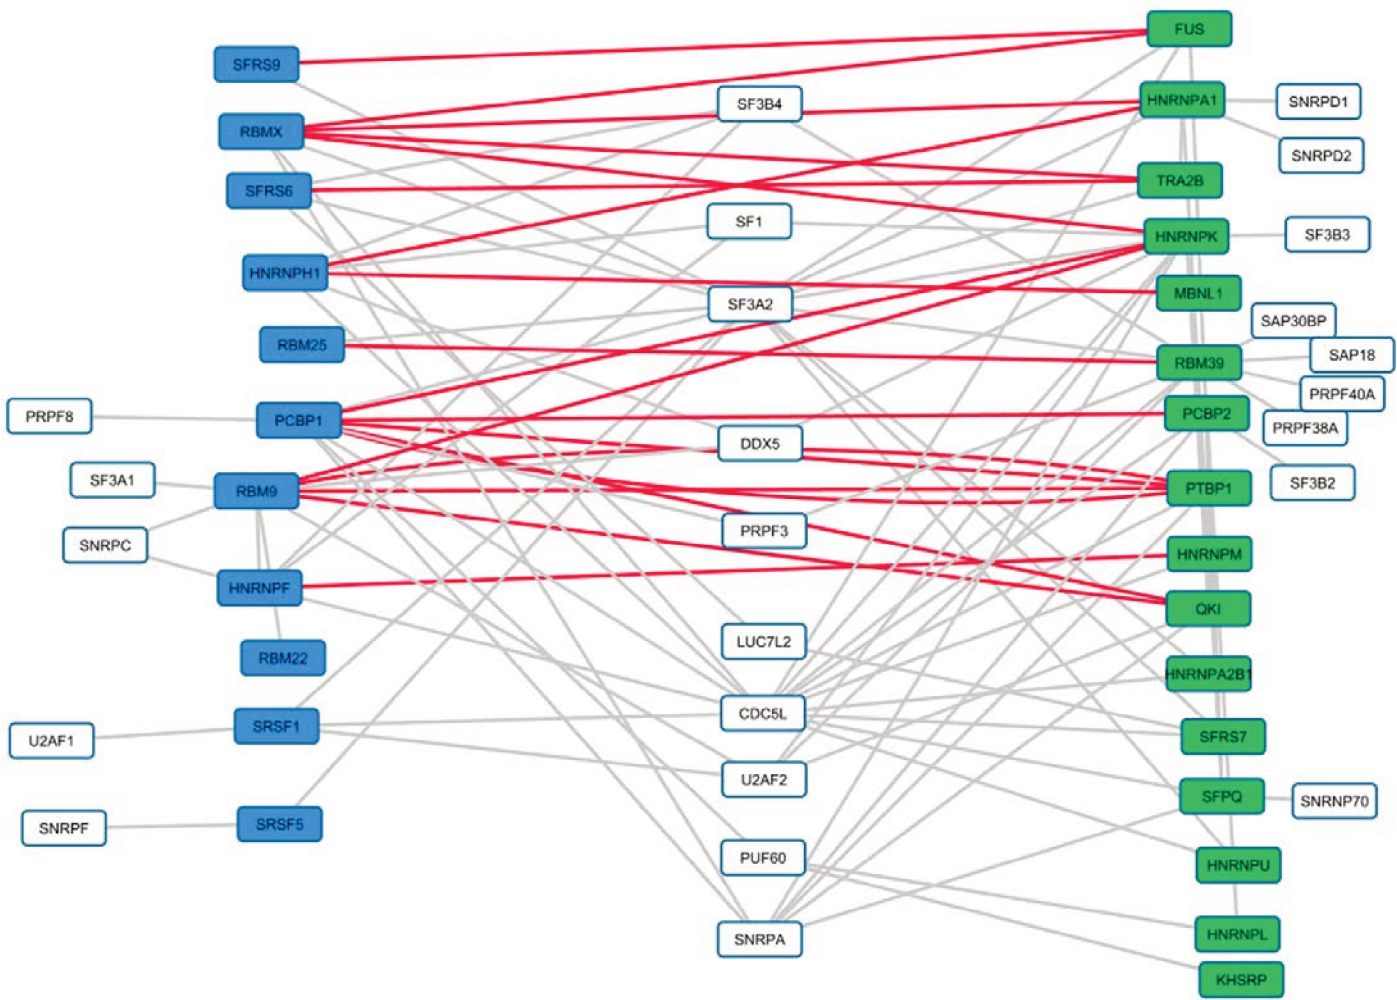 FUS
SFRS9
SF3B4
HNRNPA1
SNRPD1
RBMX
SNRPD2
SFRS6
TRA2B
SF1
HNRNPK
SF3B3
HNRNPH1
MBNL1
SF3A2
SAP30BP
RBM25
SAP18
RBM39
PRPF40A
PRPF8
PCBP1
PCBP2
PRPF38A
DDX5
SF3A1
RBM9
PTBP1
SF3B2
PRPF3
SNRPC
HNRNPM
HNRNPF
QKI
LUC7L2
RBM22
HNRNPA2B1
CDC5L
U2AF1
SRSF1
SFRS7
U2AF2
SFPQ
SNRNP70
SNRPF
SRSF5
PUF60
HNRNPU
SNRPA
HNRNPL
KHSRP